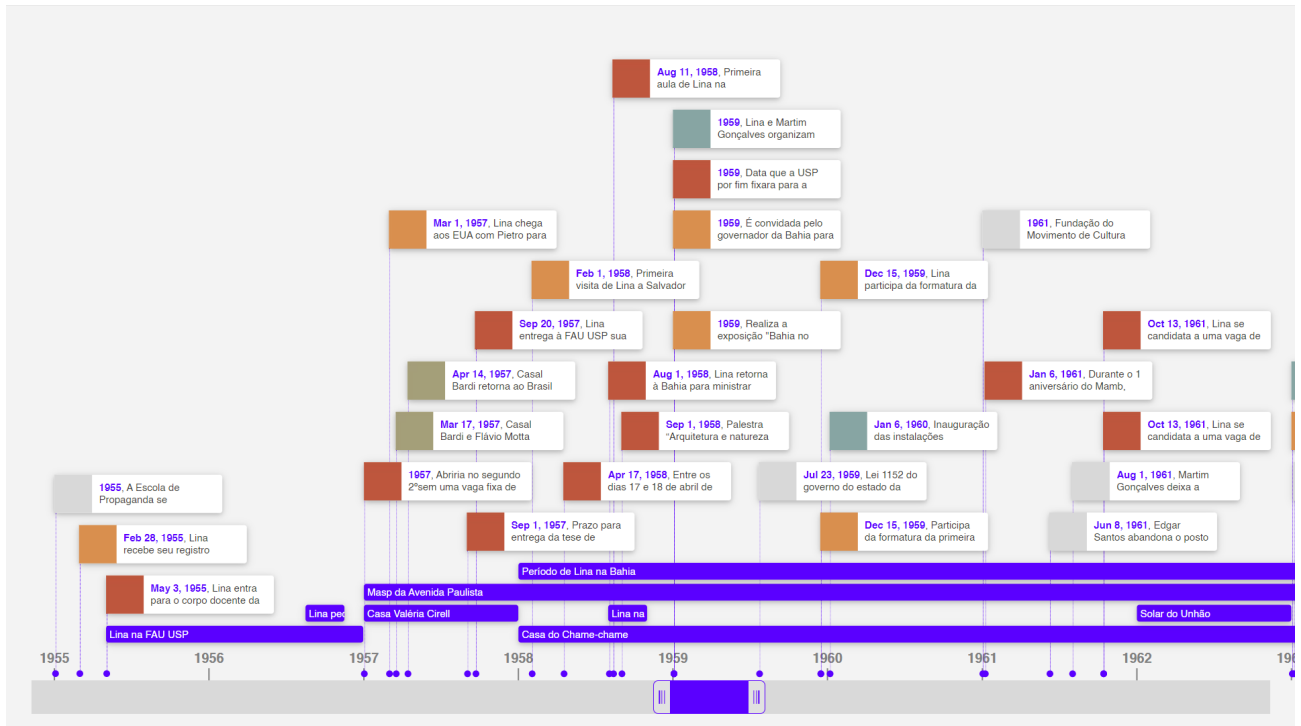 Aug 11, 1958, Primeira
aula de Lina na
1959, Lina e Martim
Gonçalves organizam
1959, Data que a USP
por fim fixara para a
Mar 1, 1957, Lina chega
aos EUA com Pietro para
1959, É convidada pelo
governador da Bahia para
1961, Fundação do
Movimento de Cultura
Feb 1, 1958, Primeira
visita de Lina a Salvador
Dec 15, 1959, Lina
participa da formatura da
Sep 20, 1957, Lina
entrega à FAU USP sua
1959, Realiza a
exposição "Bahia no
Oct 13, 1961, Lina se
candidata a uma vaga de
Apr 14, 1957, Casal
Bardi retorna ao Brasil
Aug 1, 1958, Lina retorna
à Bahia para ministrar
Jan 6, 1961, Durante o 1
aniversário do Mamb,
Mar 17, 1957, Casal
Bardi e Flávio Motta
Sep 1, 1958, Palestra
"Arquitetura e natureza
Jan 6, 1960, Inauguração
das instalações
Oct 13, 1961, Lina se
candidata a uma vaga de
1955, A Escola de
Propaganda se
1957, Abriria no segundo
2ºsem uma vaga fixa de
Apr 17, 1958, Entre os
dias 17 e 18 de abril de
Jul 23, 1959, Lei 1152 do
governo do estado da
Aug 1, 1961, Martim
Gonçalves deixa a
Feb 28, 1955, Lina
recebe seu registro
Sep 1, 1957, Prazo para
entrega da tese de
Dec 15, 1959, Participa
da formatura da primeira
Jun 8, 1961, Edgar
Santos abandona o posto
May 3, 1955, Lina entra
para o corpo docente da
Período de Lina na Bahia
Masp da Avenida Paulista
Lina pe
Casa Valéria Cirell
Lina na
Solar do Unhão
Lina na FAU USP
Casa do Chame-chame
1955 1956 1957 1958 1959 1960 1961 1962